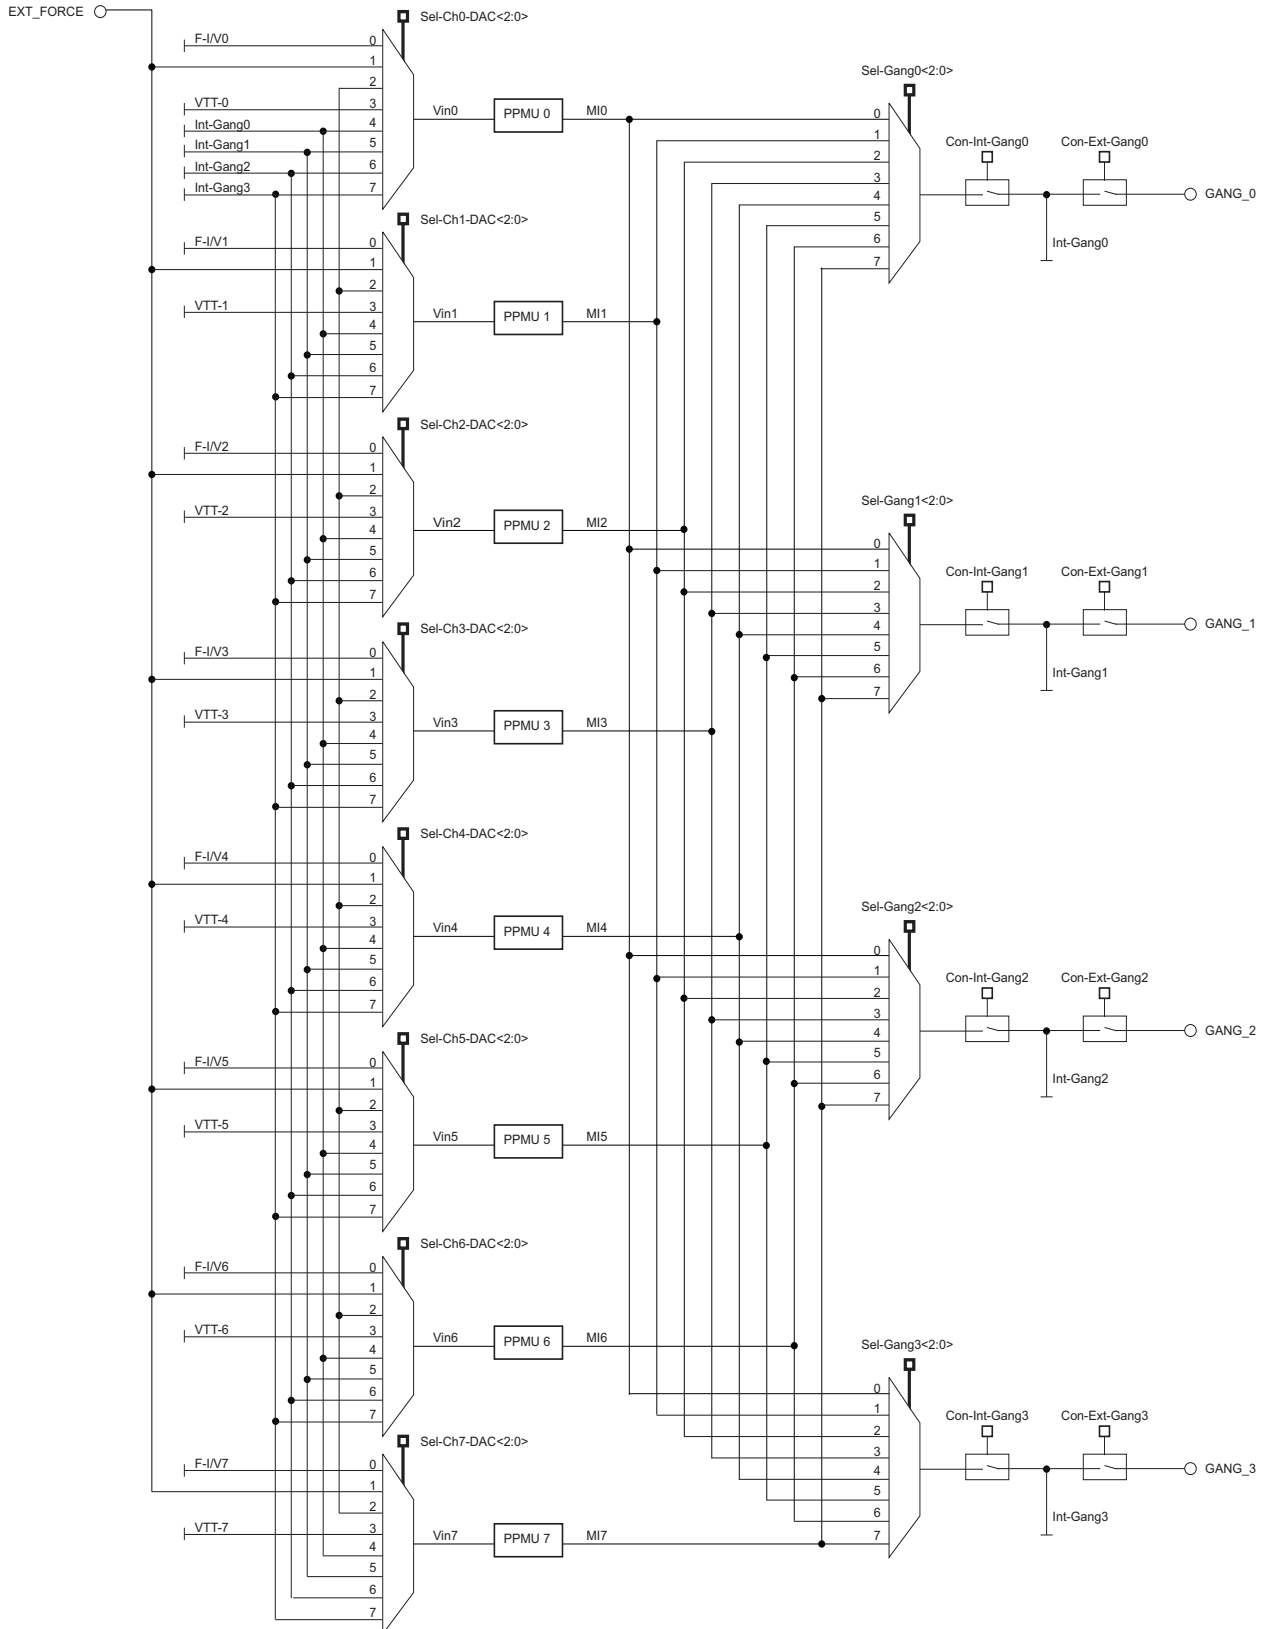 EXT_FORCE
Sel-Ch0-DAC<2:0>
F-I/V0
0
1
2
VTT-0
3
Int-Gang0
4
Int-Gang1
5
Int-Gang2
6
Int-Gang3
7
Vin0
PPMU 0
MI0
Sel-Ch1-DAC<2:0>
F-I/V1
0
1
2
VTT-1
3
4
5
6
7
Vin1
PPMU 1
MI1
Sel-Ch2-DAC<2:0>
F-I/V2
0
1
2
VTT-2
3
4
5
6
7
Vin2
PPMU 2
MI2
Sel-Ch3-DAC<2:0>
F-I/V3
0
1
2
VTT-3
3
4
5
6
7
Vin3
PPMU 3
MI3
Sel-Ch4-DAC<2:0>
F-I/V4
0
1
2
VTT-4
3
4
5
6
7
Vin4
PPMU 4
MI4
Sel-Ch5-DAC<2:0>
F-I/V5
0
1
2
VTT-5
3
4
5
6
7
Vin5
PPMU 5
MI5
Sel-Ch6-DAC<2:0>
F-I/V6
0
1
2
VTT-6
3
4
5
6
7
Vin6
PPMU 6
MI6
Sel-Ch7-DAC<2:0>
F-I/V7
0
1
2
VTT-7
3
4
5
6
7
Vin7
PPMU 7
MI7
Sel-Gang0<2:0>
0
1
2
3
4
5
6
7
Con-Int-Gang0
Con-Ext-Gang0
GANG_0
Int-Gang0
Sel-Gang1<2:0>
0
1
2
3
4
5
6
7
Con-Int-Gang1
Con-Ext-Gang1
GANG_1
Int-Gang1
Sel-Gang2<2:0>
0
1
2
3
4
5
6
7
Con-Int-Gang2
Con-Ext-Gang2
GANG_2
Int-Gang2
Sel-Gang3<2:0>
0
1
2
3
4
5
6
7
Con-Int-Gang3
Con-Ext-Gang3
GANG_3
Int-Gang3